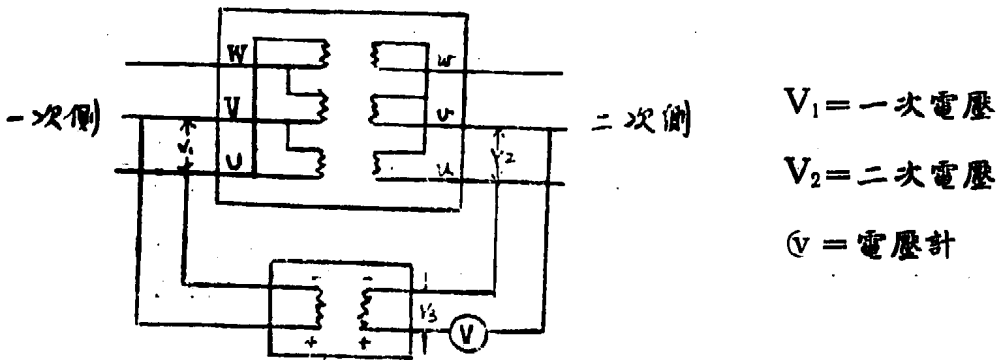 W
w
一次側
V
v
二次側
V₁
V2
U
u
V₁=一次電壓
V₂=二次電壓
Ⓥ=電壓計
- -
V3
V
+ +